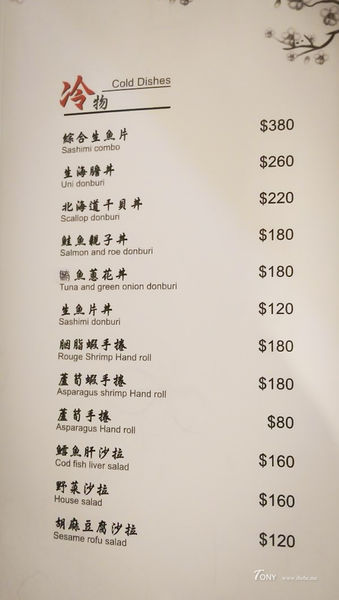 冷物 Cold Dishes
綜合生魚片 $380
Sashimi combo
生海膽丼 $260
Uni donburi
北海道干貝丼 $220
Scallop donburi
鮭魚親子丼 $180
Salmon and roe donburi
魚蔥花丼 $180
Tuna and green onion donburi
生魚片丼 $120
Sashimi donburi
胭脂蝦手捲 $180
Rouge Shrimp Hand roll
蘆筍蝦手捲 $180
Asparagus shrimp Hand roll
蘆筍手捲 $80
Asparagus Hand roll
鱈魚肝沙拉 $160
Cod fish liver salad
野菜沙拉 $160
House salad
胡麻豆腐沙拉 $120
Sesame rofu salad
TONY